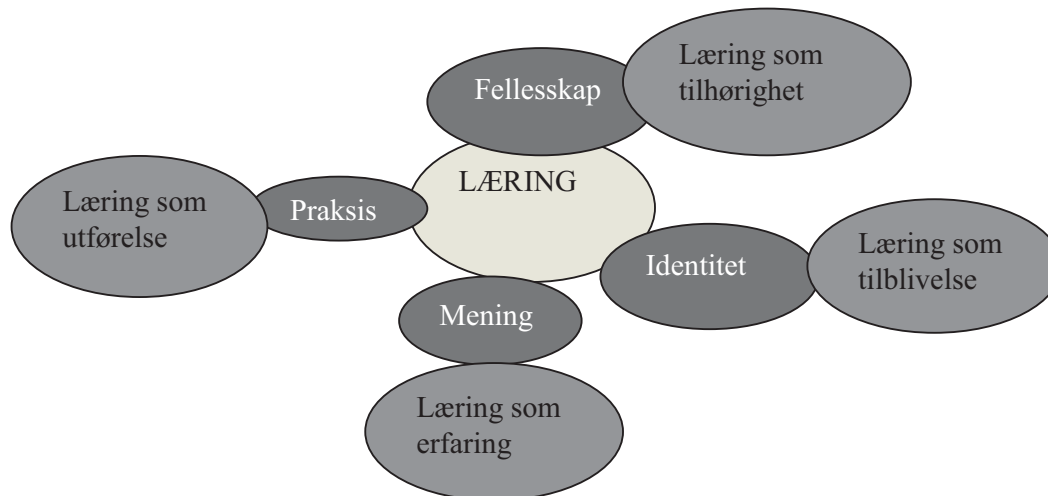 Læring som
tilhørighet
Fellesskap
LÆRING
Læring som
utførelse
Praksis
Identitet
Læring som
tilblivelse
Mening
Læring som
erfaring